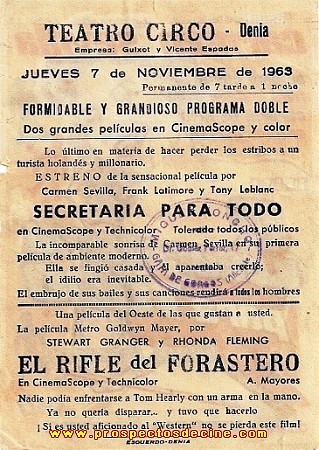 TEATRO CIRCO - Denia
Empresa: Guixot y Vicente Espados
JUEVES 7 de NOVIEMBRE de 1963
Permanente de 7 tarde a 1 noche
FORMIDABLE Y GRANDIOSO PROGRAMA DOBLE
Dos grandes películas en CinemaScope y color
Lo último en materia de hacer perder los estribos a un
turista holandés y millonario.
ESTRENO de la sensacional película por
Carmen Sevilla, Frank Latimore y Tony Leblanc
SECRETARIA PARA TODO
en CinemaScope y Technicolor Tolerada todos los públicos
La incomparable sonrisa de Carmen Sevilla en su primera
película de ambiente moderno.
Ella se fingió casada y él aparentaba creerlo;
el idilio era inevitable.
El embrujo de sus bailes y sus canciones rendirá a todos los hombres
Una película del Oeste de las que gustan a usted.
La película Metro Goldwyn Mayer, por
STEWART GRANGER y RHONDA FLEMING
EL RIFLE del FORASTERO
En CinemaScope y Technicolor A. Mayores
Nadie podía enfrentarse a Tom Hearly con un arma en la mano.
Ya no quería disparar... y tuvo que hacerlo
¡Si es usted aficionado al "Western" no se pierda este film!
www.prospectosdecine.com
ESQUERDO-DENIA